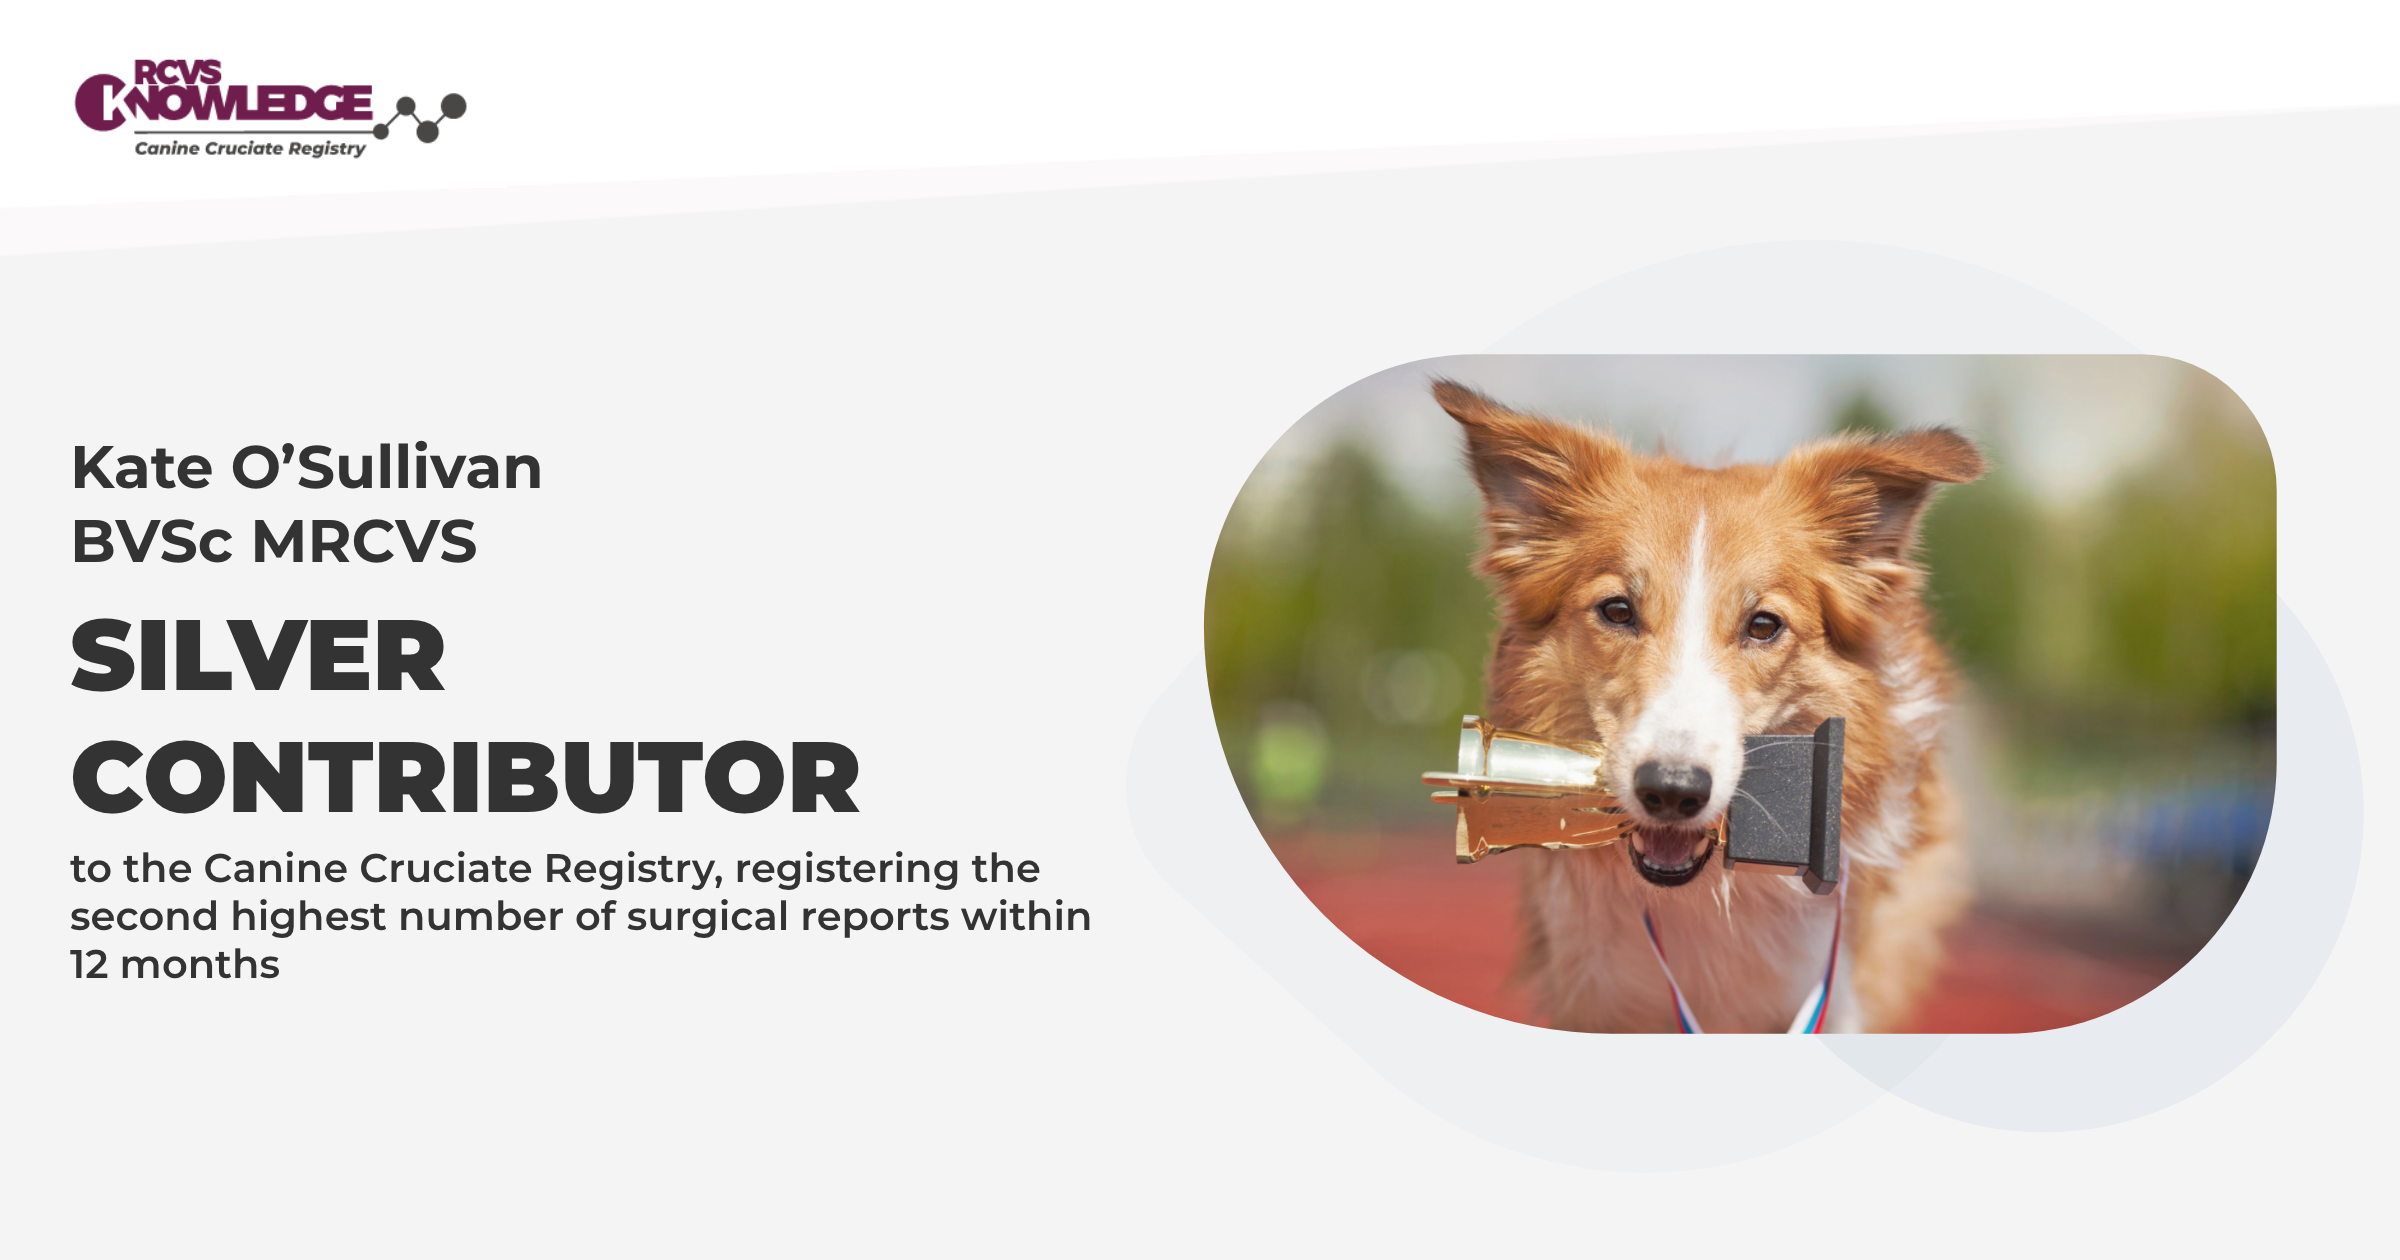 RCVS
KNOWLEDGE
Canine Cruciate Registry
Kate O’Sullivan
BVSc MRCVS
SILVER
CONTRIBUTOR
to the Canine Cruciate Registry, registering the
second highest number of surgical reports within
12 months